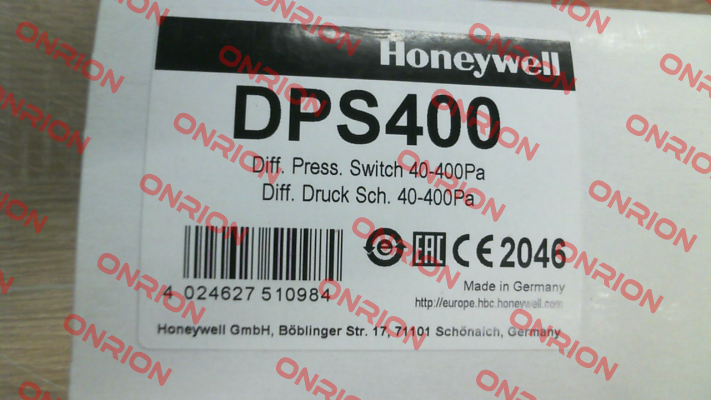 Honeywell
DPS400
Diff. Press. Switch 40-400Pa
Diff. Druck Sch. 40-400Pa
EAC CE 2046
4 024627 510984
Made in Germany
http://europe.hbc.honeywell.com
Honeywell GmbH, Böblinger Str. 17, 71101 Schönaich, Germany
ONRION